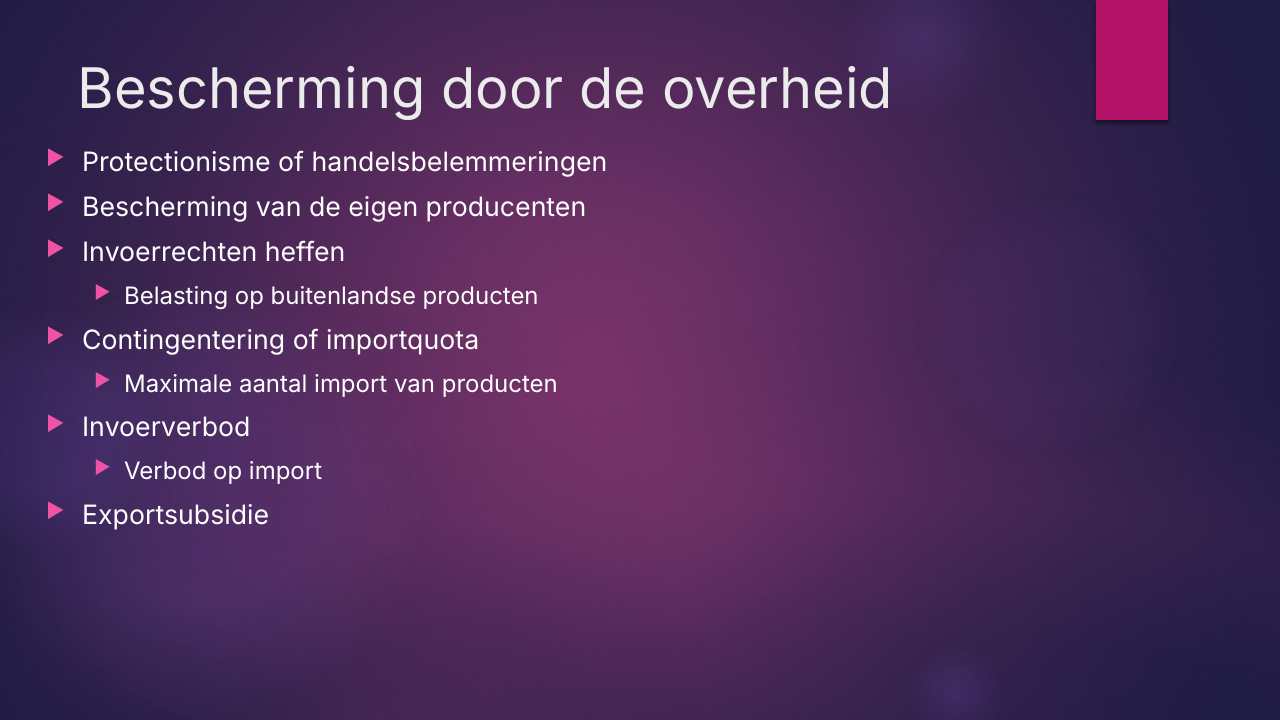 Bescherming door de overheid
Protectionisme of handelsbelemmeringen
Bescherming van de eigen producenten
Invoerrechten heffen
Belasting op buitenlandse producten
Contingentering of importquota
Maximale aantal import van producten
Invoerverbod
Verbod op import
Exportsubsidie